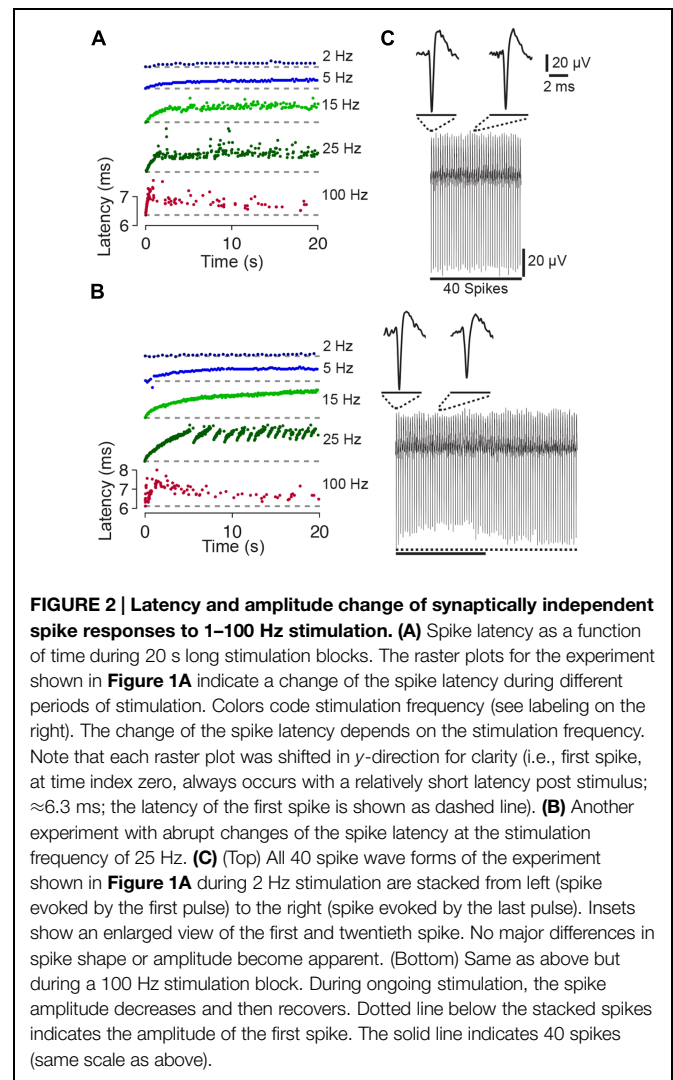 A
2 Hz
5 Hz
15 Hz
25 Hz
100 Hz
Latency (ms)
7
6
0
10
20
Time (s)
B
2 Hz
5 Hz
15 Hz
25 Hz
100 Hz
Latency (ms)
8
7
6
0
10
20
Time (s)
C
20 µV
2 ms
20 µV
40 Spikes
FIGURE 2 | Latency and amplitude change of synaptically independent
spike responses to 1–100 Hz stimulation. (A) Spike latency as a function
of time during 20 s long stimulation blocks. The raster plots for the experiment
shown in Figure 1A indicate a change of the spike latency during different
periods of stimulation. Colors code stimulation frequency (see labeling on the
right). The change of the spike latency depends on the stimulation frequency.
Note that each raster plot was shifted in y-direction for clarity (i.e., first spike,
at time index zero, always occurs with a relatively short latency post stimulus;
≈6.3 ms; the latency of the first spike is shown as dashed line). (B) Another
experiment with abrupt changes of the spike latency at the stimulation
frequency of 25 Hz. (C) (Top) All 40 spike wave forms of the experiment
shown in Figure 1A during 2 Hz stimulation are stacked from left (spike
evoked by the first pulse) to the right (spike evoked by the last pulse). Insets
show an enlarged view of the first and twentieth spike. No major differences in
spike shape or amplitude become apparent. (Bottom) Same as above but
during a 100 Hz stimulation block. During ongoing stimulation, the spike
amplitude decreases and then recovers. Dotted line below the stacked spikes
indicates the amplitude of the first spike. The solid line indicates 40 spikes
(same scale as above).